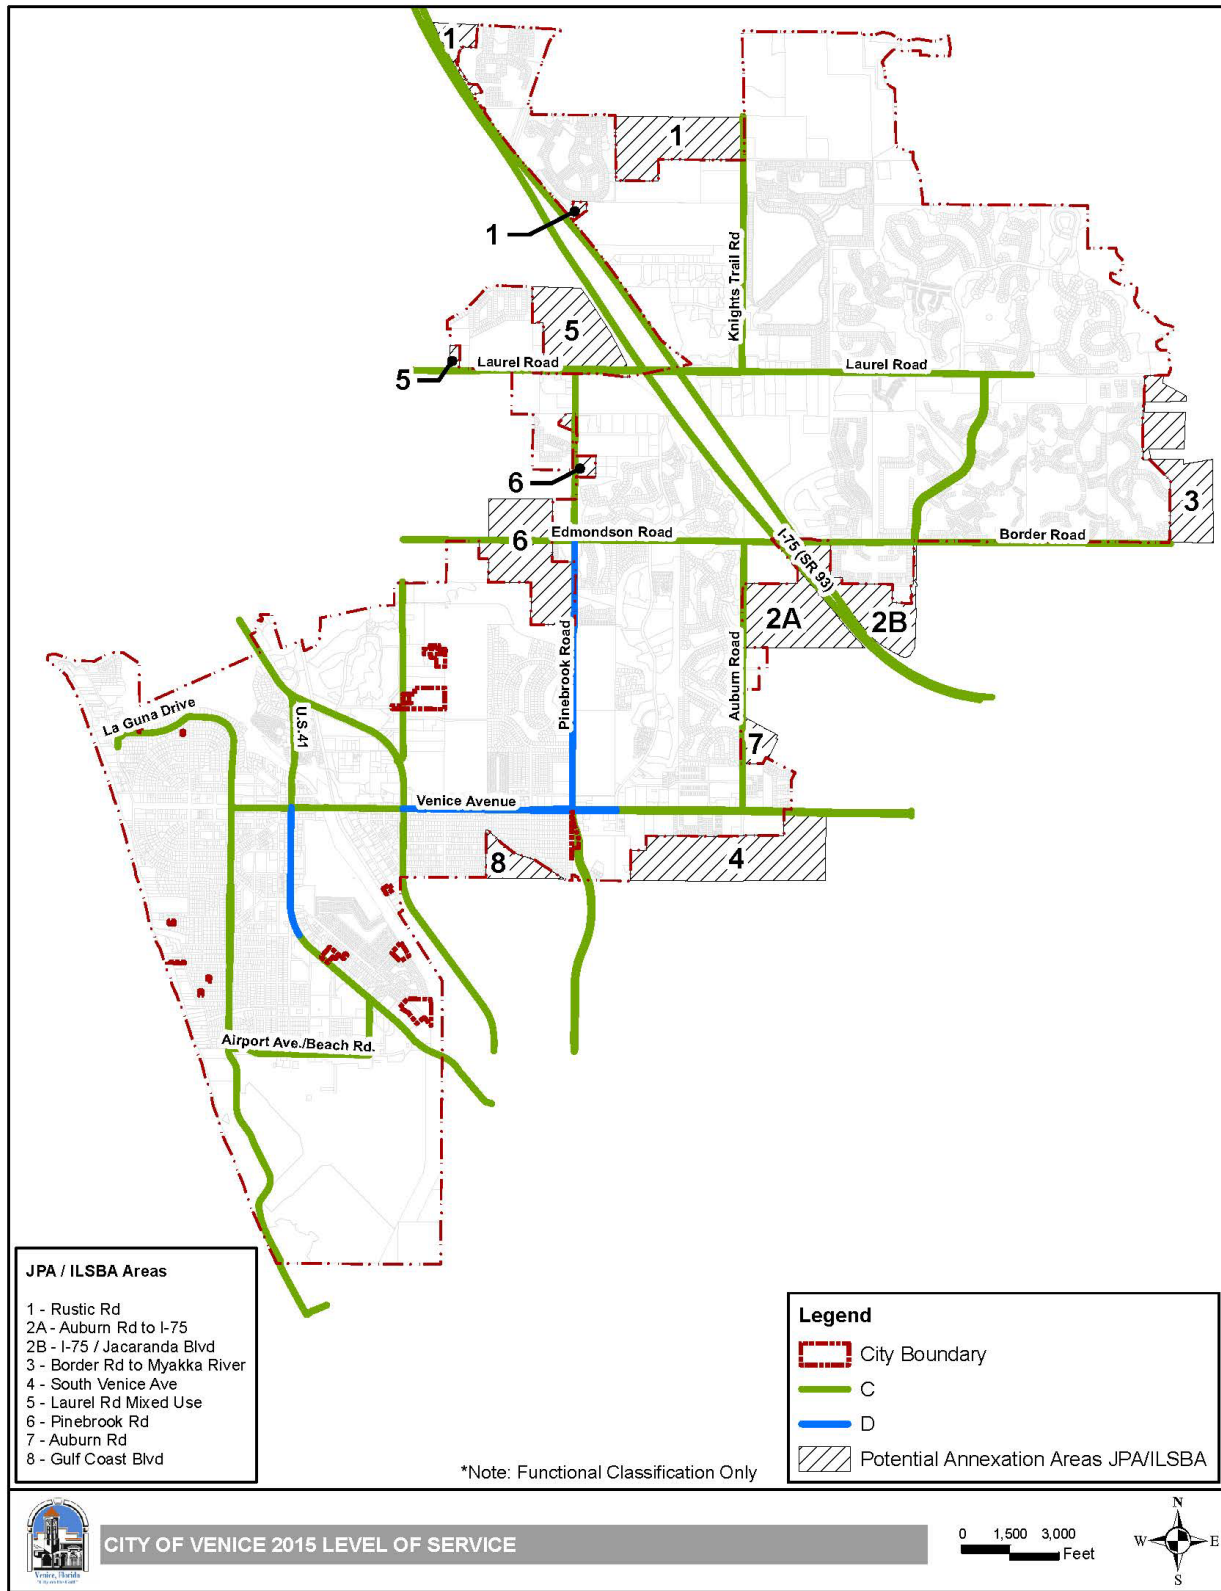 1
1
1
Knights Trail Rd
5
Laurel Road
Laurel Road
5
6
3
6
Edmondson Road
I-75 (SR 93)
Border Road
2A
2B
Pinebrook Road
Auburn Road
La Guna Drive
U.S.41
7
Venice Avenue
8
4
Airport Ave./Beach Rd.
JPA / ILSBA Areas
1 - Rustic Rd
2A - Auburn Rd to I-75
2B - I-75 / Jacaranda Blvd
3 - Border Rd to Myakka River
4 - South Venice Ave
5 - Laurel Rd Mixed Use
6 - Pinebrook Rd
7 - Auburn Rd
8 - Gulf Coast Blvd
*Note: Functional Classification Only
Legend
City Boundary
C
D
Potential Annexation Areas JPA/ILSBA
Venice, Florida
CITY OF VENICE 2015 LEVEL OF SERVICE
0 1,500 3,000
Feet
N
W E
S